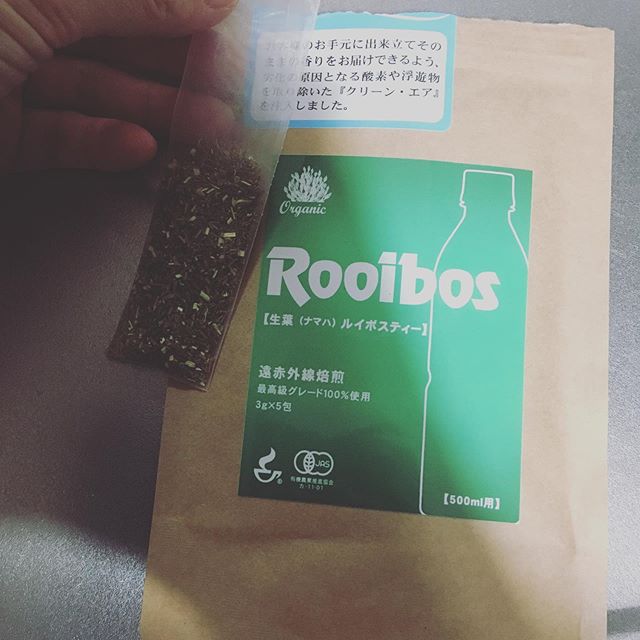 のお手元に出来立てその
ままの香りをお届けできるよう、
劣化の原因となる酸素や浮遊物
を取り除いた『クリーン・エア』
を注入しました。
Organic
Rooibos
【生葉（ナマハ）ルイボスティー】
遠赤外線焙煎
最高級グレード100%使用
3g×5包
JAS
カ-11-01
【500ml用】